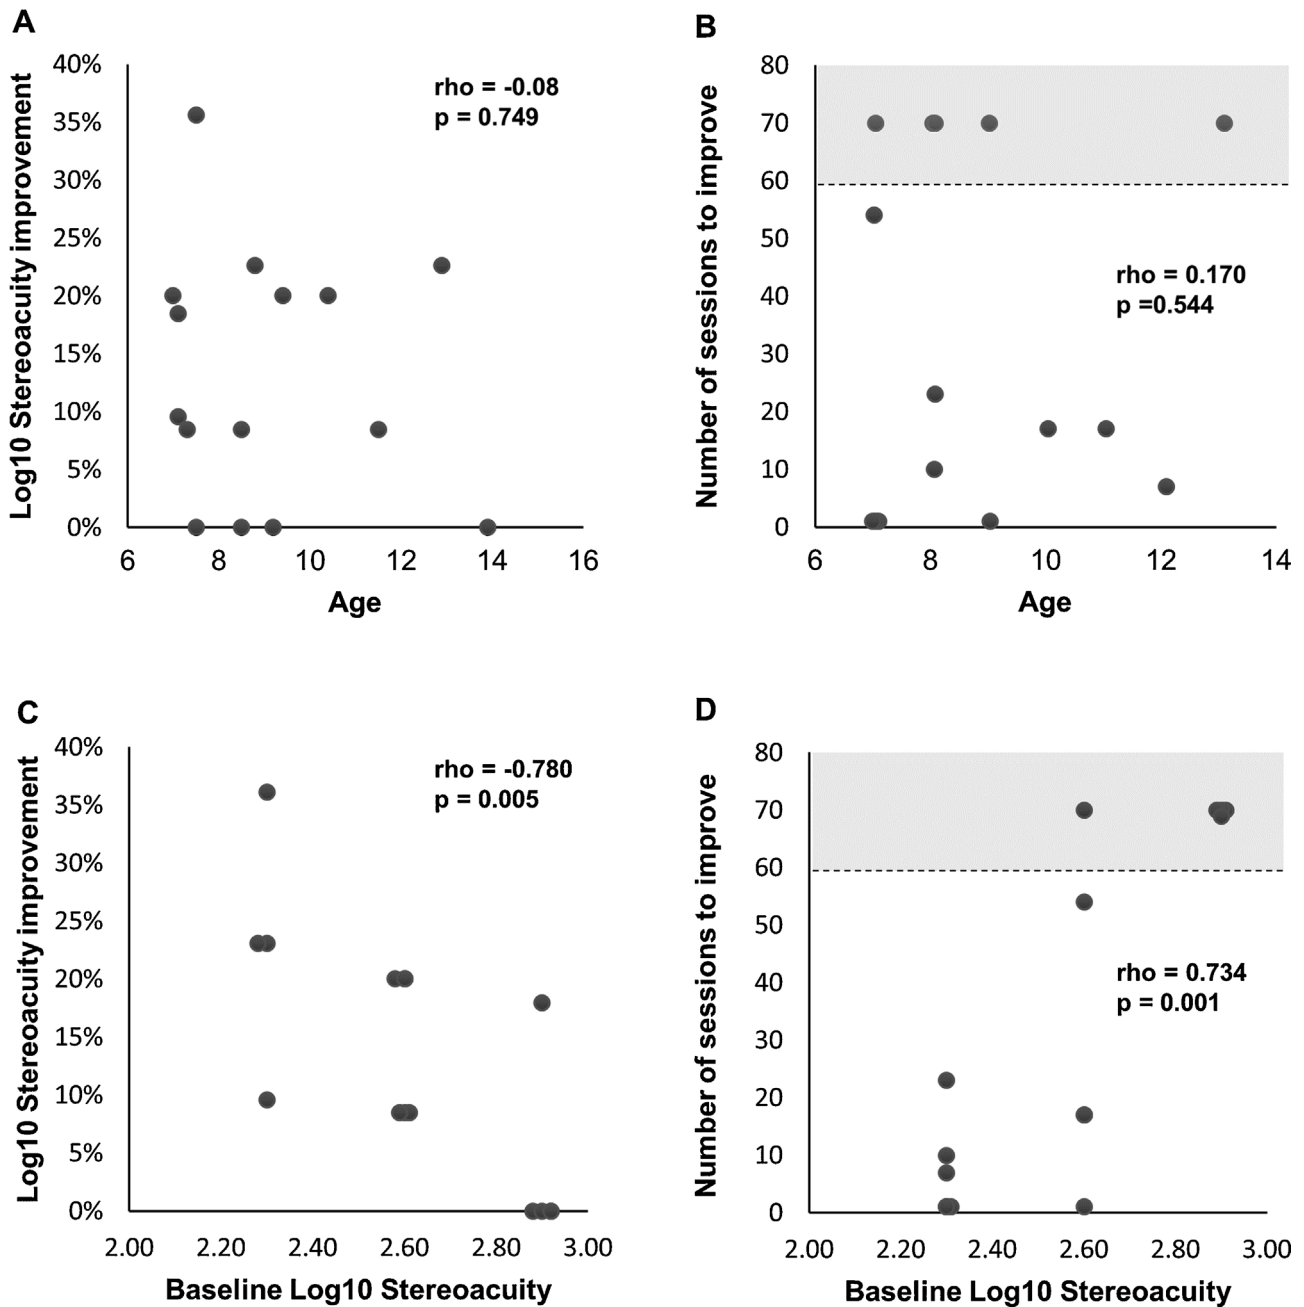 A
Log10 Stereoacuity improvement
40%
35%
30%
25%
20%
15%
10%
5%
0%
rho = -0.08
p = 0.749
6 8 10 12 14 16
Age
B
Number of sessions to improve
80
70
60
50
40
30
20
10
0
rho = 0.170
p =0.544
6 8 10 12 14
Age
C
Log10 Stereoacuity improvement
40%
35%
30%
25%
20%
15%
10%
5%
0%
rho = -0.780
p = 0.005
2.00 2.20 2.40 2.60 2.80 3.00
Baseline Log10 Stereoacuity
D
Number of sessions to improve
80
70
60
50
40
30
20
10
0
rho = 0.734
p = 0.001
2.00 2.20 2.40 2.60 2.80 3.00
Baseline Log10 Stereoacuity